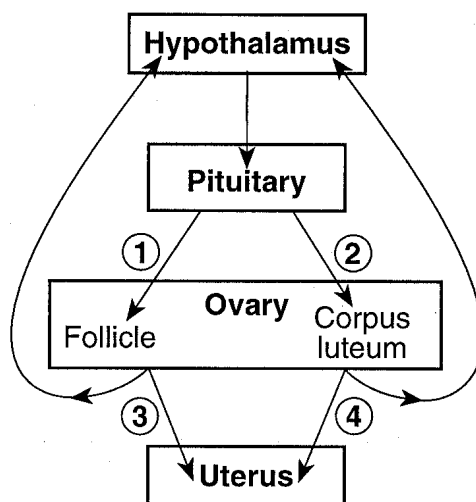 Hypothalamus
Pituitary
1 2
Ovary
Follicle
Corpus
luteum
3 4
Uterus